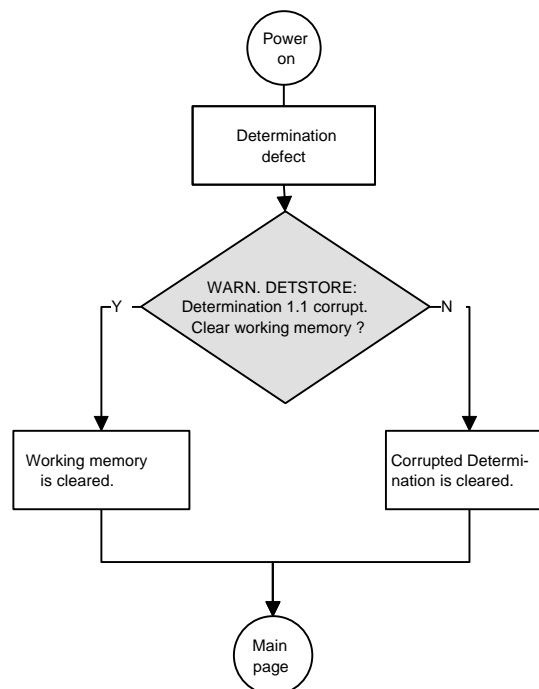 Power
on
Determination
defect
WARN. DETSTORE:
Determination 1.1 corrupt.
Clear working memory ?
Y
N
Working memory
is cleared.
Corrupted Determi-
nation is cleared.
Main
page